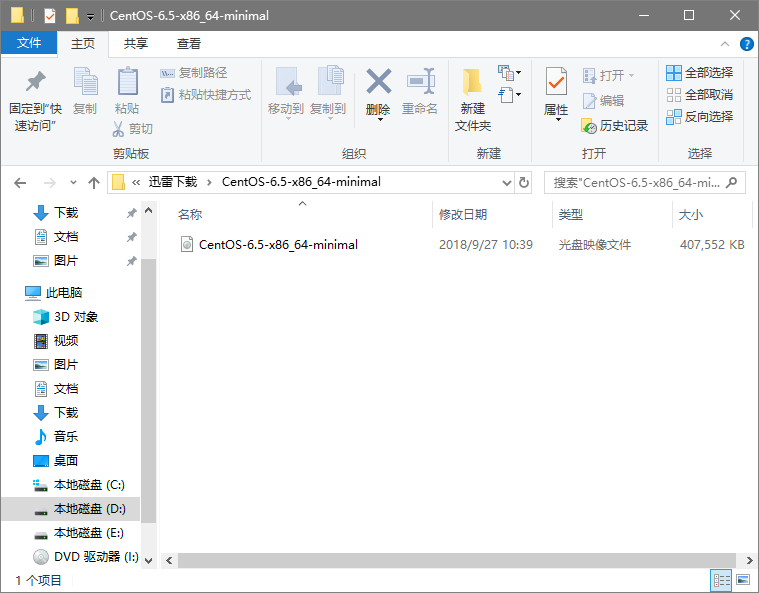 CentOS-6.5-x86_64-minimal
文件 主页 共享 查看
固定到"快速访问"
复制
粘贴
复制路径
粘贴快捷方式
剪切
剪贴板
移动到
复制到
删除
重命名
组织
新建
文件夹
新建
属性
打开
编辑
历史记录
打开
全部选择
全部取消
反向选择
选择
« 迅雷下载 › CentOS-6.5-x86_64-minimal
搜索"CentOS-6.5-x86_64-mi...
名称 修改日期 类型 大小
CentOS-6.5-x86_64-minimal 2018/9/27 10:39 光盘映像文件 407,552 KB
下载
文档
图片
此电脑
3D 对象
视频
图片
文档
下载
音乐
桌面
本地磁盘 (C:)
本地磁盘 (D:)
本地磁盘 (E:)
DVD 驱动器 (I:)
1 个项目